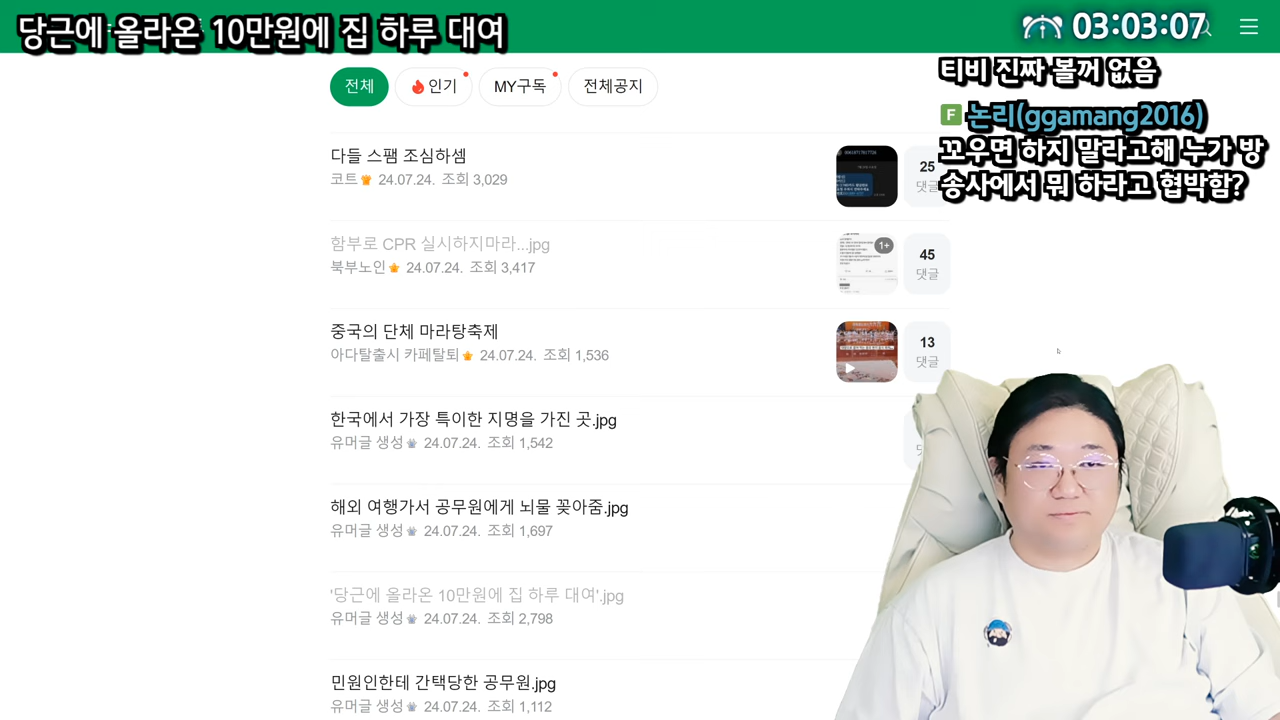 당근에 올라온 10만원에 집 하루 대여
03:03:07
티비 진짜 볼꺼 없음
F 논리(ggamang2016)
꼬우면 하지 말라고해 누가 방
송사에서 뭐 하라고 협박함?
전체
인기
MY구독
전체공지
다들 스팸 조심하셈
코트 24.07.24. 조회 3,029
25
댓글
함부로 CPR 실시하지마라...jpg
북부노인 24.07.24. 조회 3,417
1+
45
댓글
중국의 단체 마라탕축제
아다탈출시 카페탈퇴 24.07.24. 조회 1,536
13
댓글
한국에서 가장 특이한 지명을 가진 곳.jpg
유머글 생성 24.07.24. 조회 1,542
해외 여행가서 공무원에게 뇌물 꽂아줌.jpg
유머글 생성 24.07.24. 조회 1,697
'당근에 올라온 10만원에 집 하루 대여'.jpg
유머글 생성 24.07.24. 조회 2,798
민원인한테 간택당한 공무원.jpg
유머글 생성 24.07.24. 조회 1,112